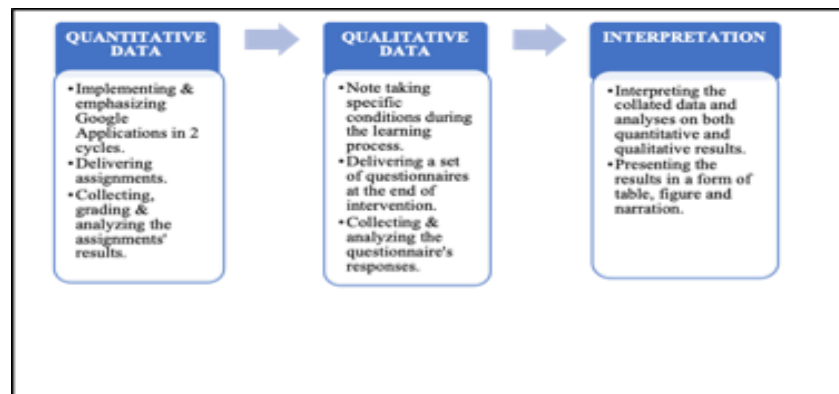 QUANTITATIVE
DATA
•Implementing &
emphasizing
Google
Applications in 2
cycles.
•Delivering
assignments.
•Collecting,
grading &
analyzing the
assignments'
results.
QUALITATIVE
DATA
•Note taking
specific
conditions during
the learning
process.
•Delivering a set
of questionnaires
at the end of
intervention.
•Collecting &
analyzing the
questionnaire's
responses.
INTERPRETATION
•Interpreting the
collated data and
analyses on both
quantitative and
qualitative results.
•Presenting the
results in a form of
table, figure and
narration.